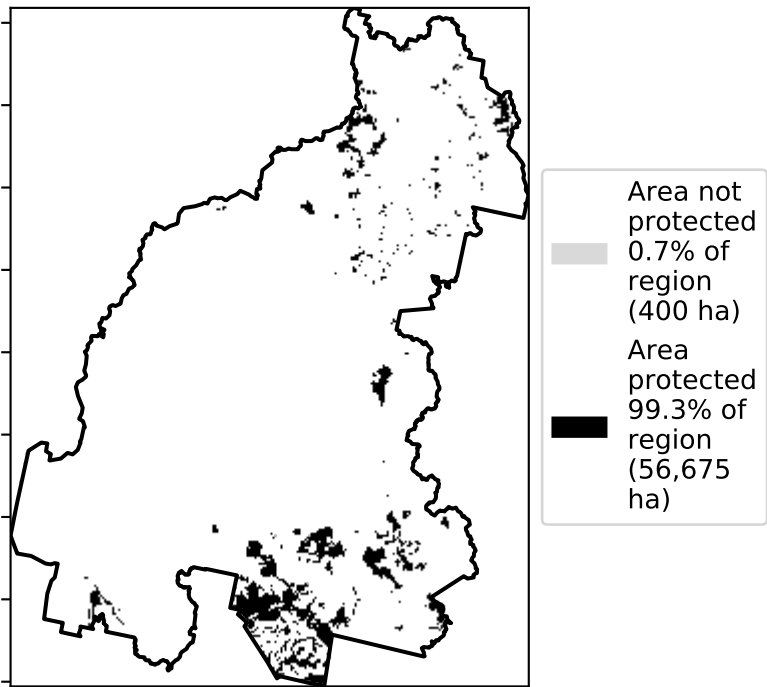 Area not
protected
0.7% of
region
(400 ha)
Area
protected
99.3% of
region
(56,675
ha)